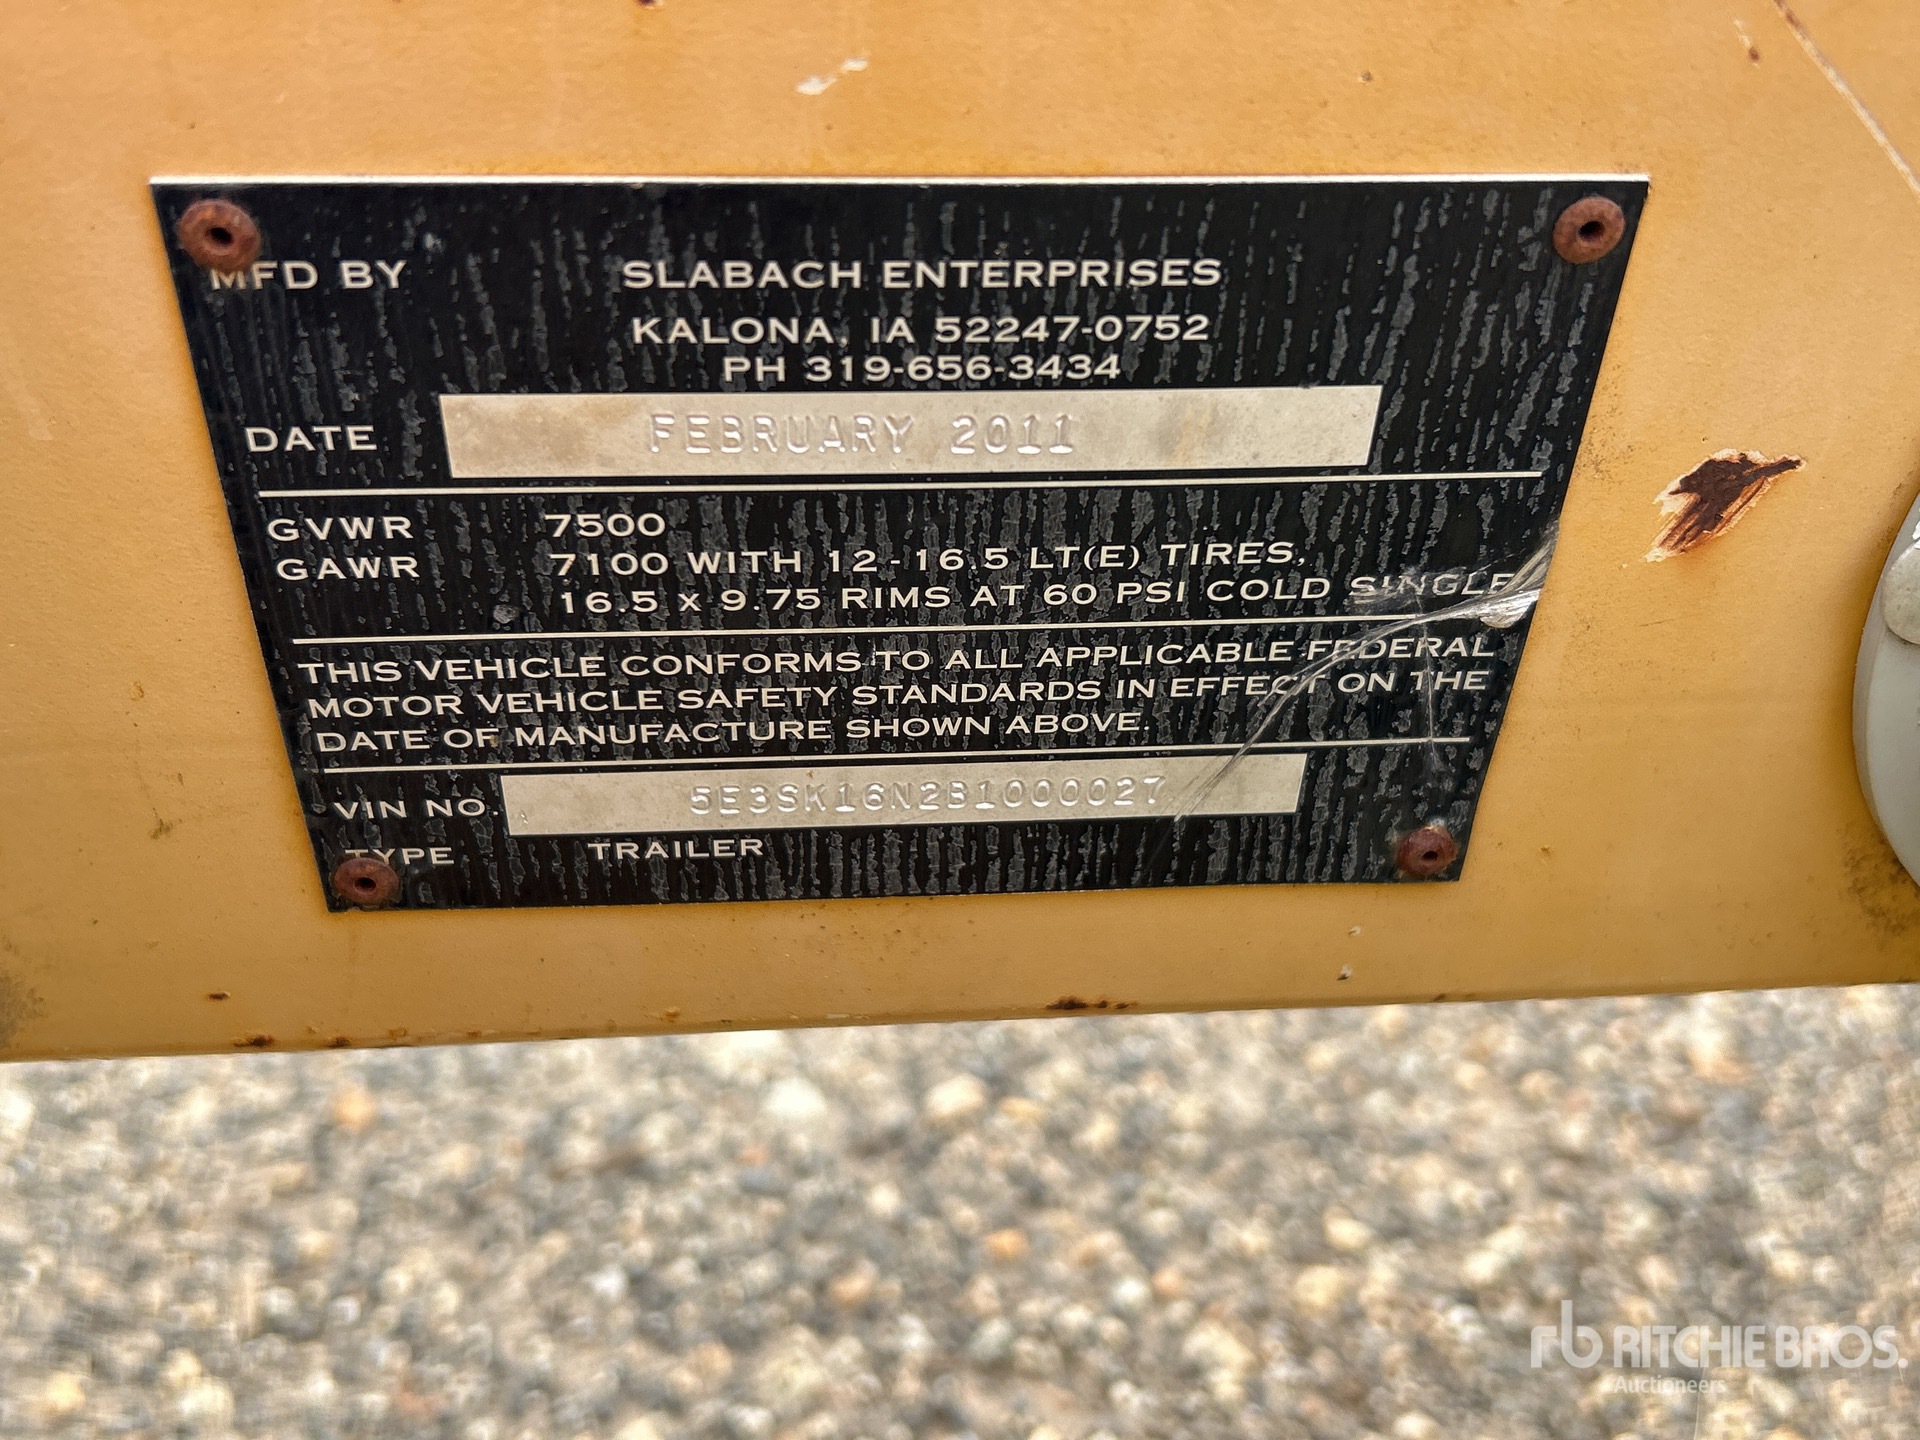 MFD BY SLABACH ENTERPRISES
KALONA, IA 52247-0752
PH 319-656-3434
DATE FEBRUARY 2011
GVWR 7500
GAWR 7100 WITH 12-16.5 LT(E) TIRES,
16.5 x 9.75 RIMS AT 60 PSI COLD SINGLE
THIS VEHICLE CONFORMS TO ALL APPLICABLE FEDERAL
MOTOR VEHICLE SAFETY STANDARDS IN EFFECT ON THE
DATE OF MANUFACTURE SHOWN ABOVE.
VIN NO. 5E3SK16N2B1000027
TYPE TRAILER
rb RITCHIE BROS.
Auctioneers